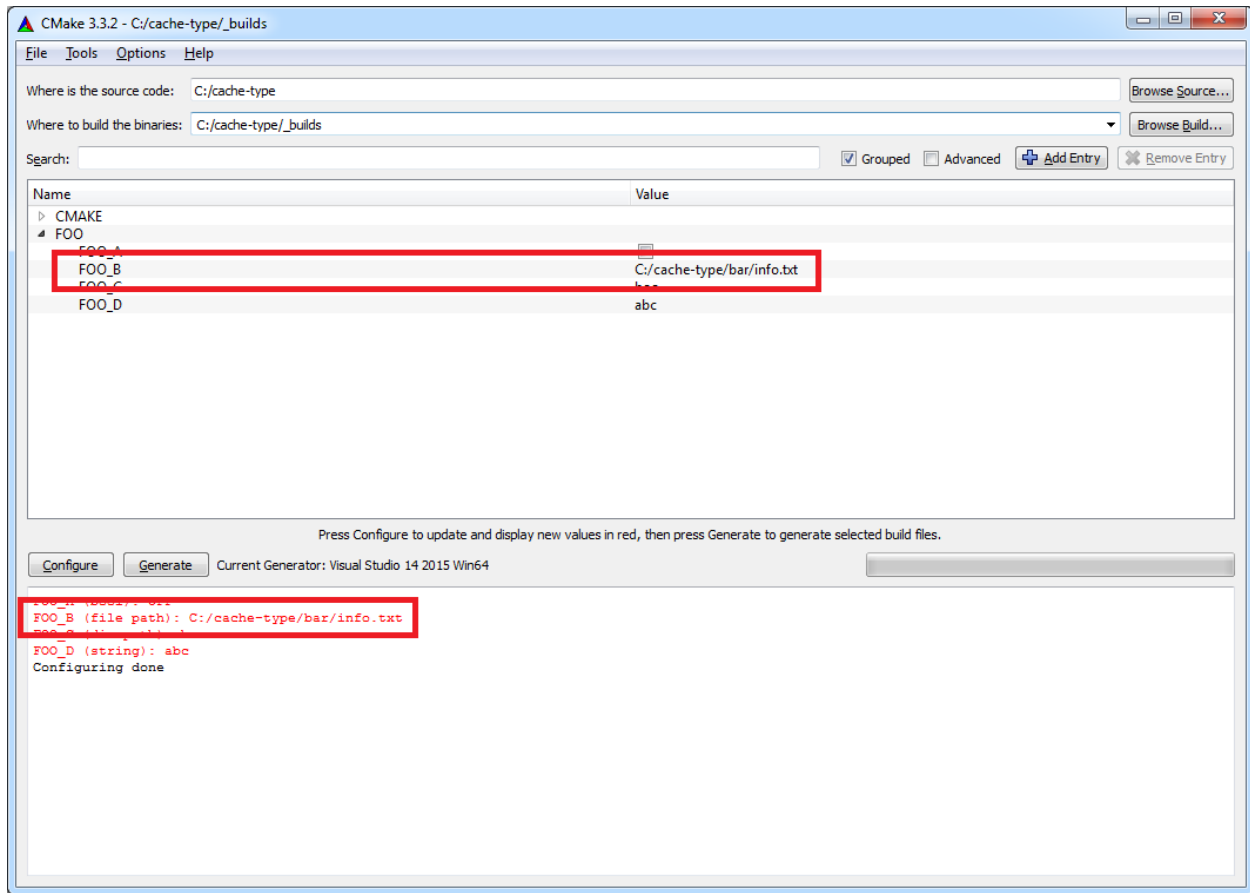 CMake 3.3.2 - C:/cache-type/_builds
File Tools Options Help
Where is the source code: C:/cache-type Browse Source...
Where to build the binaries: C:/cache-type/_builds Browse Build...
Search: Grouped Advanced Add Entry Remove Entry
Name Value
CMAKE
FOO
FOO_A
FOO_B C:/cache-type/bar/info.txt
FOO_C
FOO_D abc
Press Configure to update and display new values in red, then press Generate to generate selected build files.
Configure Generate Current Generator: Visual Studio 14 2015 Win64
FOO_B (file path): C:/cache-type/bar/info.txt
FOO_D (string): abc
Configuring done